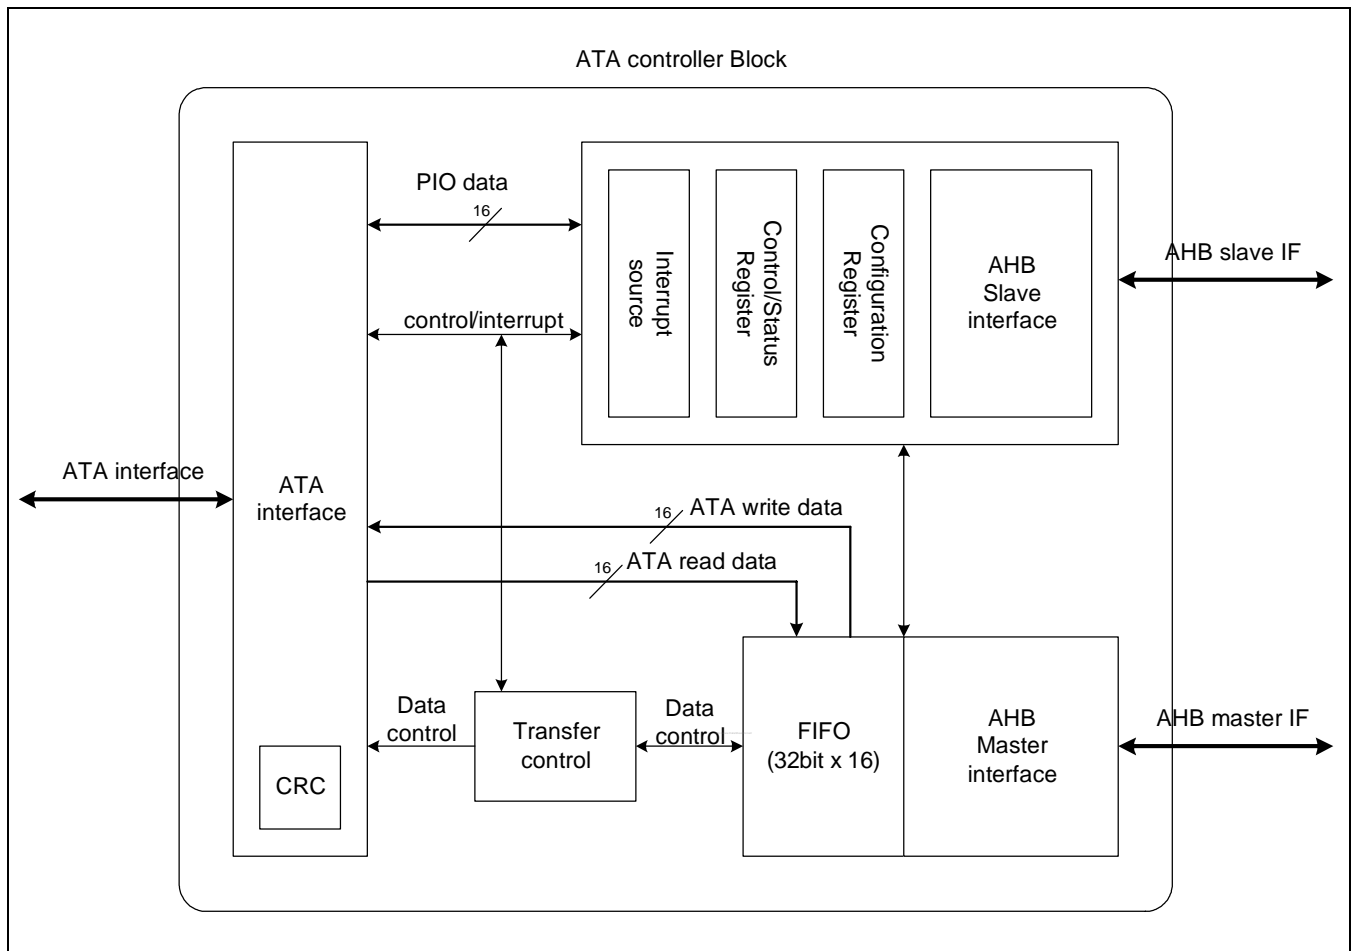 ATA controller Block
PIO data
16
control/interrupt
Interrupt
source
Control/Status
Register
Configuration
Register
AHB
Slave
interface
AHB slave IF
ATA interface
ATA
interface
16
ATA write data
16
ATA read data
Data
control
Transfer
control
Data
control
FIFO
(32bit x 16)
AHB
Master
interface
AHB master IF
CRC